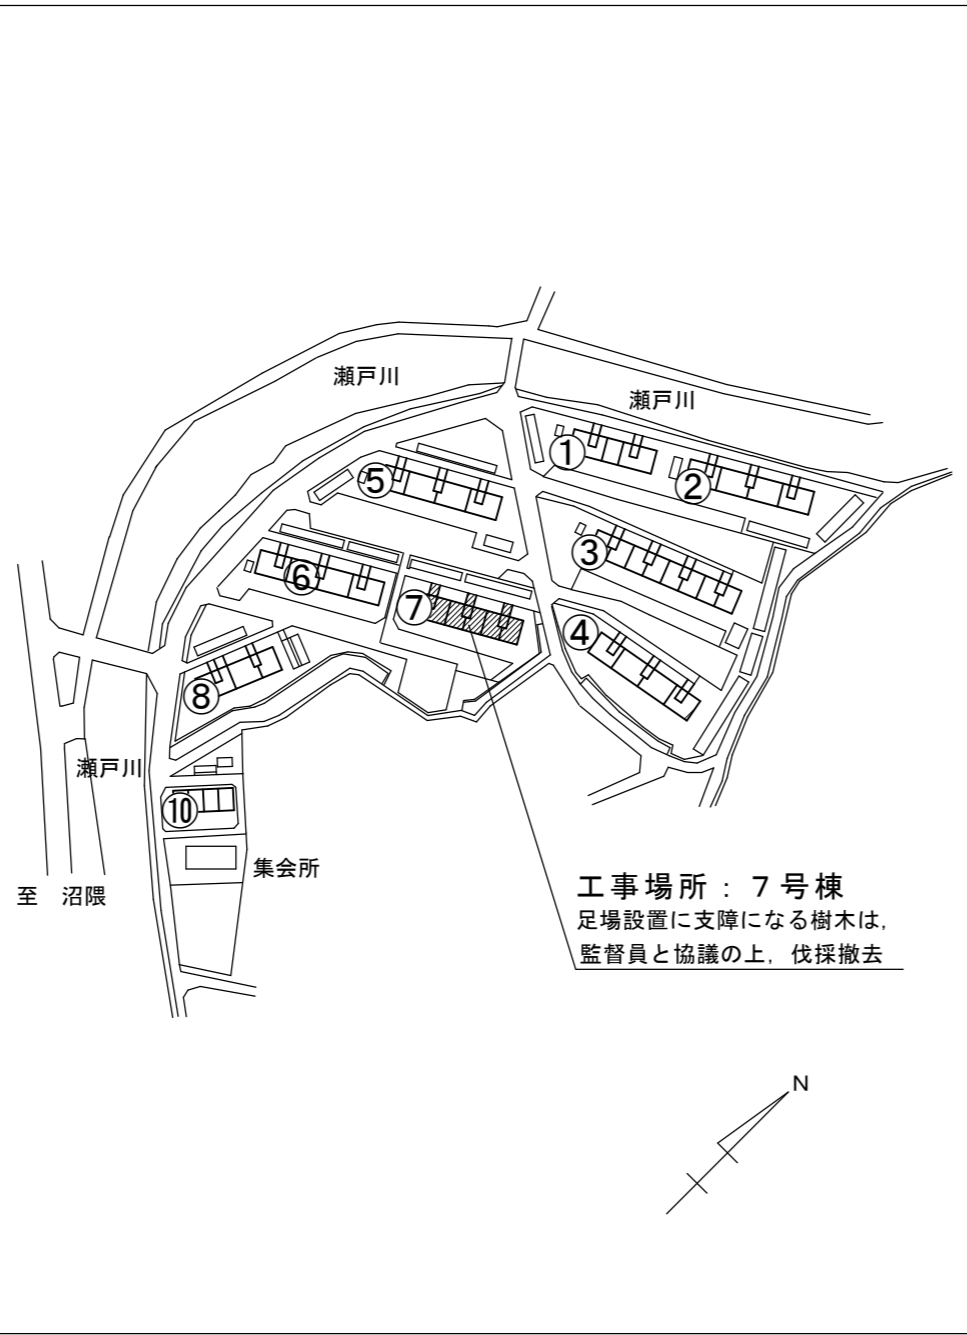 瀬戸川
瀬戸川
①
②
⑤
③
⑥
⑦
④
⑧
瀬戸川
⑩
集会所
至　沼隈
工事場所：７号棟
足場設置に支障になる樹木は，
監督員と協議の上，伐採撤去
N